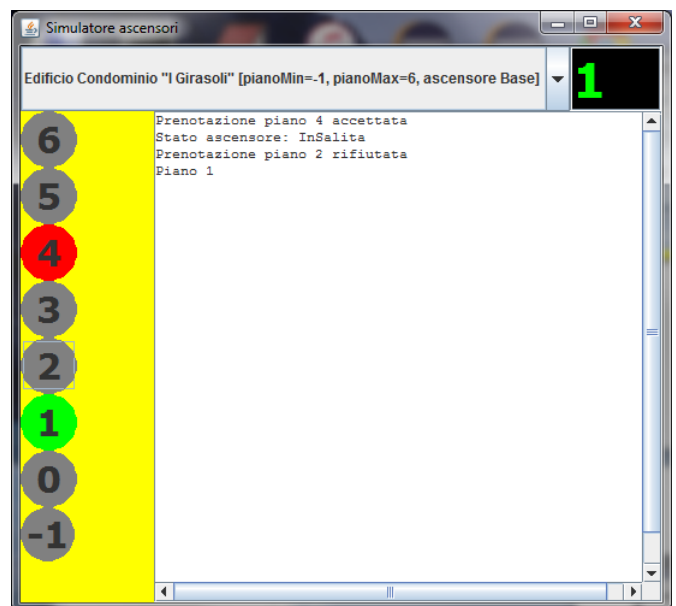 Simulatore ascensori
Edificio Condominio "I Girasoli" [pianoMin=-1, pianoMax=6, ascensore Base]
1
Prenotazione piano 4 accettata
Stato ascensore: InSalita
Prenotazione piano 2 rifiutata
Piano 1
6
5
4
3
2
1
0
-1